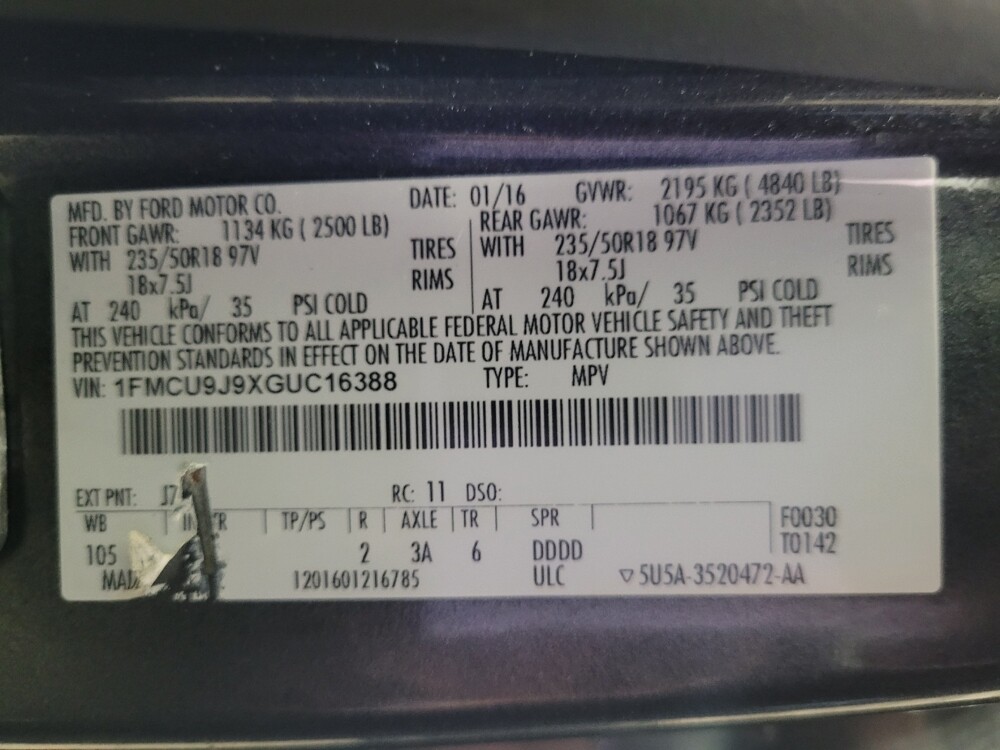 MFD. BY FORD MOTOR CO. DATE: 01/16 GVWR: 2195 KG ( 4840 LB)
FRONT GAWR: 1134 KG ( 2500 LB) REAR GAWR: 1067 KG ( 2352 LB)
WITH 235/50R18 97V TIRES WITH 235/50R18 97V TIRES
18x7.5J RIMS 18x7.5J RIMS
AT 240 kPa/ 35 PSI COLD AT 240 kPa/ 35 PSI COLD
THIS VEHICLE CONFORMS TO ALL APPLICABLE FEDERAL MOTOR VEHICLE SAFETY AND THEFT
PREVENTION STANDARDS IN EFFECT ON THE DATE OF MANUFACTURE SHOWN ABOVE.
VIN: 1FMCU9J9XGUC16388 TYPE: MPV
EXT PNT: J7 RC: 11 DSO:
WB TP/PS R AXLE TR SPR F0030
105 2 3A 6 DDDD T0142
1201601216785 ULC ▽5U5A-3520472-AA